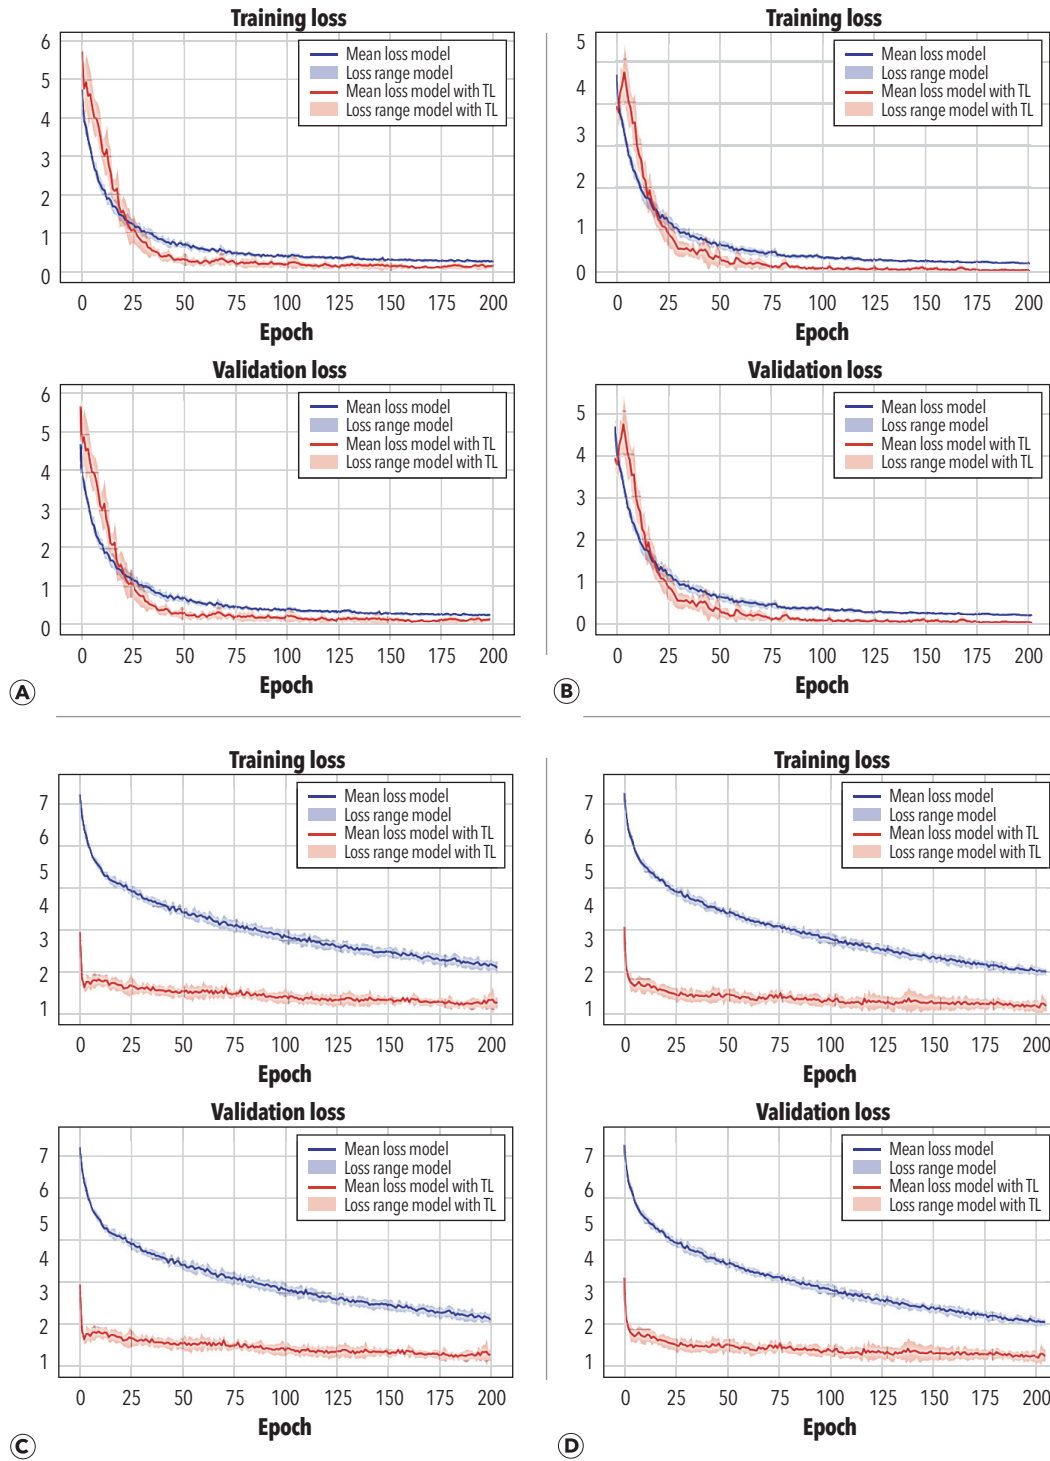 Training loss
6
5
4
3
2
1
0
Mean loss model
Loss range model
Mean loss model with TL
Loss range model with TL
0 25 50 75 100 125 150 175 200
Epoch
Validation loss
6
5
4
3
2
1
0
Mean loss model
Loss range model
Mean loss model with TL
Loss range model with TL
0 25 50 75 100 125 150 175 200
Epoch
A
Training loss
5
4
3
2
1
0
Mean loss model
Loss range model
Mean loss model with TL
Loss range model with TL
0 25 50 75 100 125 150 175 200
Epoch
Validation loss
5
4
3
2
1
0
Mean loss model
Loss range model
Mean loss model with TL
Loss range model with TL
0 25 50 75 100 125 150 175 200
Epoch
B
Training loss
7
6
5
4
3
2
1
Mean loss model
Loss range model
Mean loss model with TL
Loss range model with TL
0 25 50 75 100 125 150 175 200
Epoch
Validation loss
7
6
5
4
3
2
1
Mean loss model
Loss range model
Mean loss model with TL
Loss range model with TL
0 25 50 75 100 125 150 175 200
Epoch
C
Training loss
7
6
5
4
3
2
1
Mean loss model
Loss range model
Mean loss model with TL
Loss range model with TL
0 25 50 75 100 125 150 175 200
Epoch
Validation loss
7
6
5
4
3
2
1
Mean loss model
Loss range model
Mean loss model with TL
Loss range model with TL
0 25 50 75 100 125 150 175 200
Epoch
D